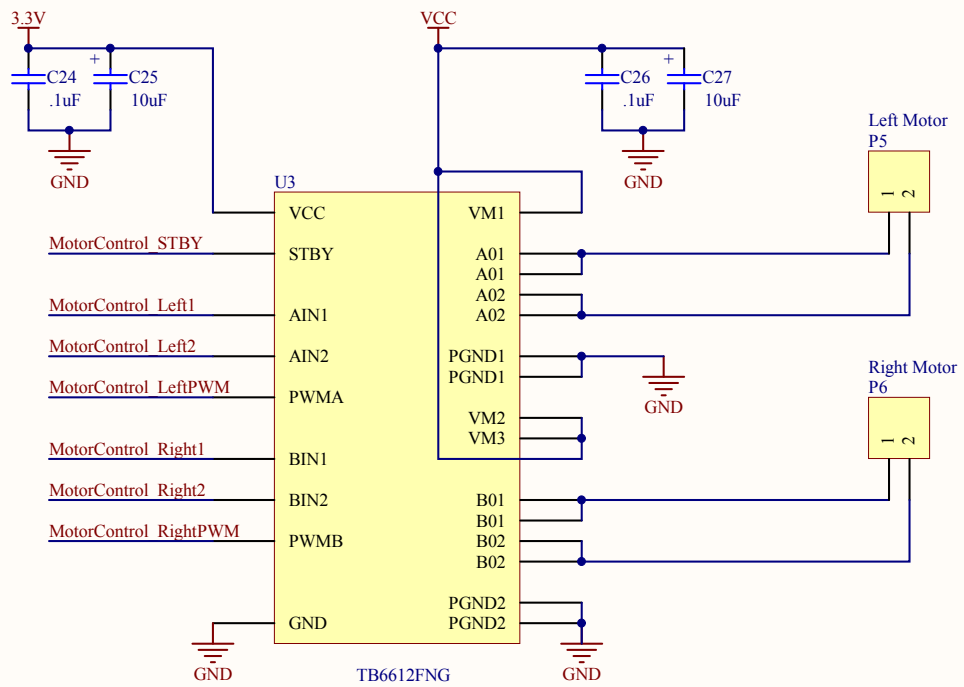 3.3V
VCC
+
C24
C25
.1uF
10uF
GND
+
C26
C27
.1uF
10uF
GND
Left Motor
P5
1
2
U3
VCC
VM1
MotorControl_STBY
STBY
A01
A01
A02
MotorControl_Left1
AIN1
A02
MotorControl_Left2
AIN2
PGND1
PGND1
GND
MotorControl_LeftPWM
PWMA
VM2
VM3
Right Motor
P6
1
2
MotorControl_Right1
BIN1
MotorControl_Right2
BIN2
B01
B01
MotorControl_RightPWM
PWMB
B02
B02
PGND2
GND
PGND2
GND
GND
TB6612FNG